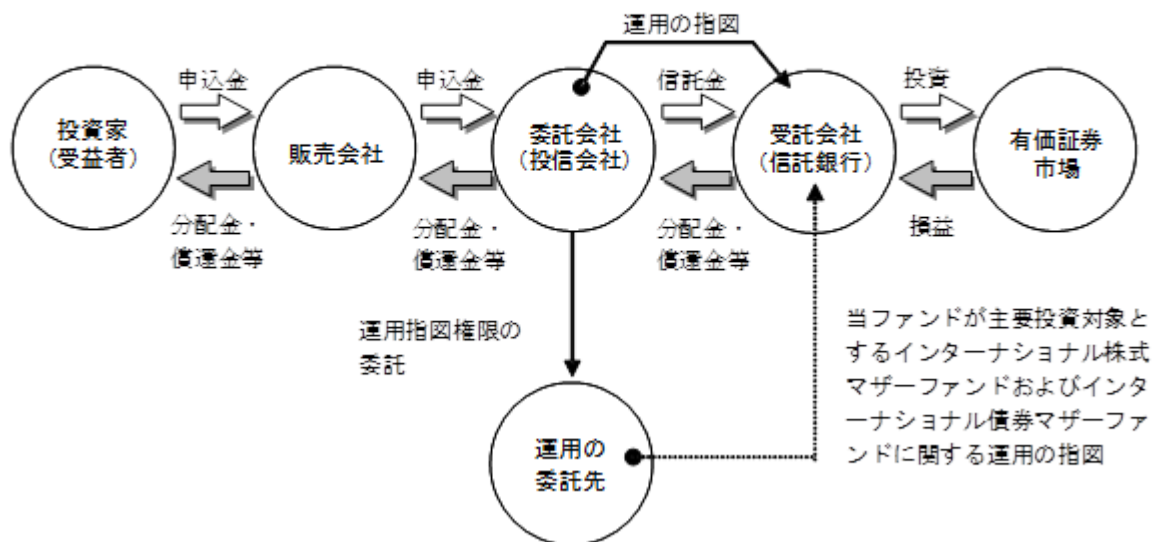 運用の指図
申込金
申込金
信託金
投資
投資家
（受益者）
販売会社
委託会社
（投信会社）
受託会社
（信託銀行）
有価証券
市場
分配金・
償還金等
分配金・
償還金等
分配金・
償還金等
損益
運用指図権限の
委託
当ファンドが主要投資対象と
するインターナショナル株式
マザーファンドおよびインタ
ーナショナル債券マザーファ
ンドに関する運用の指図
運用の
委託先